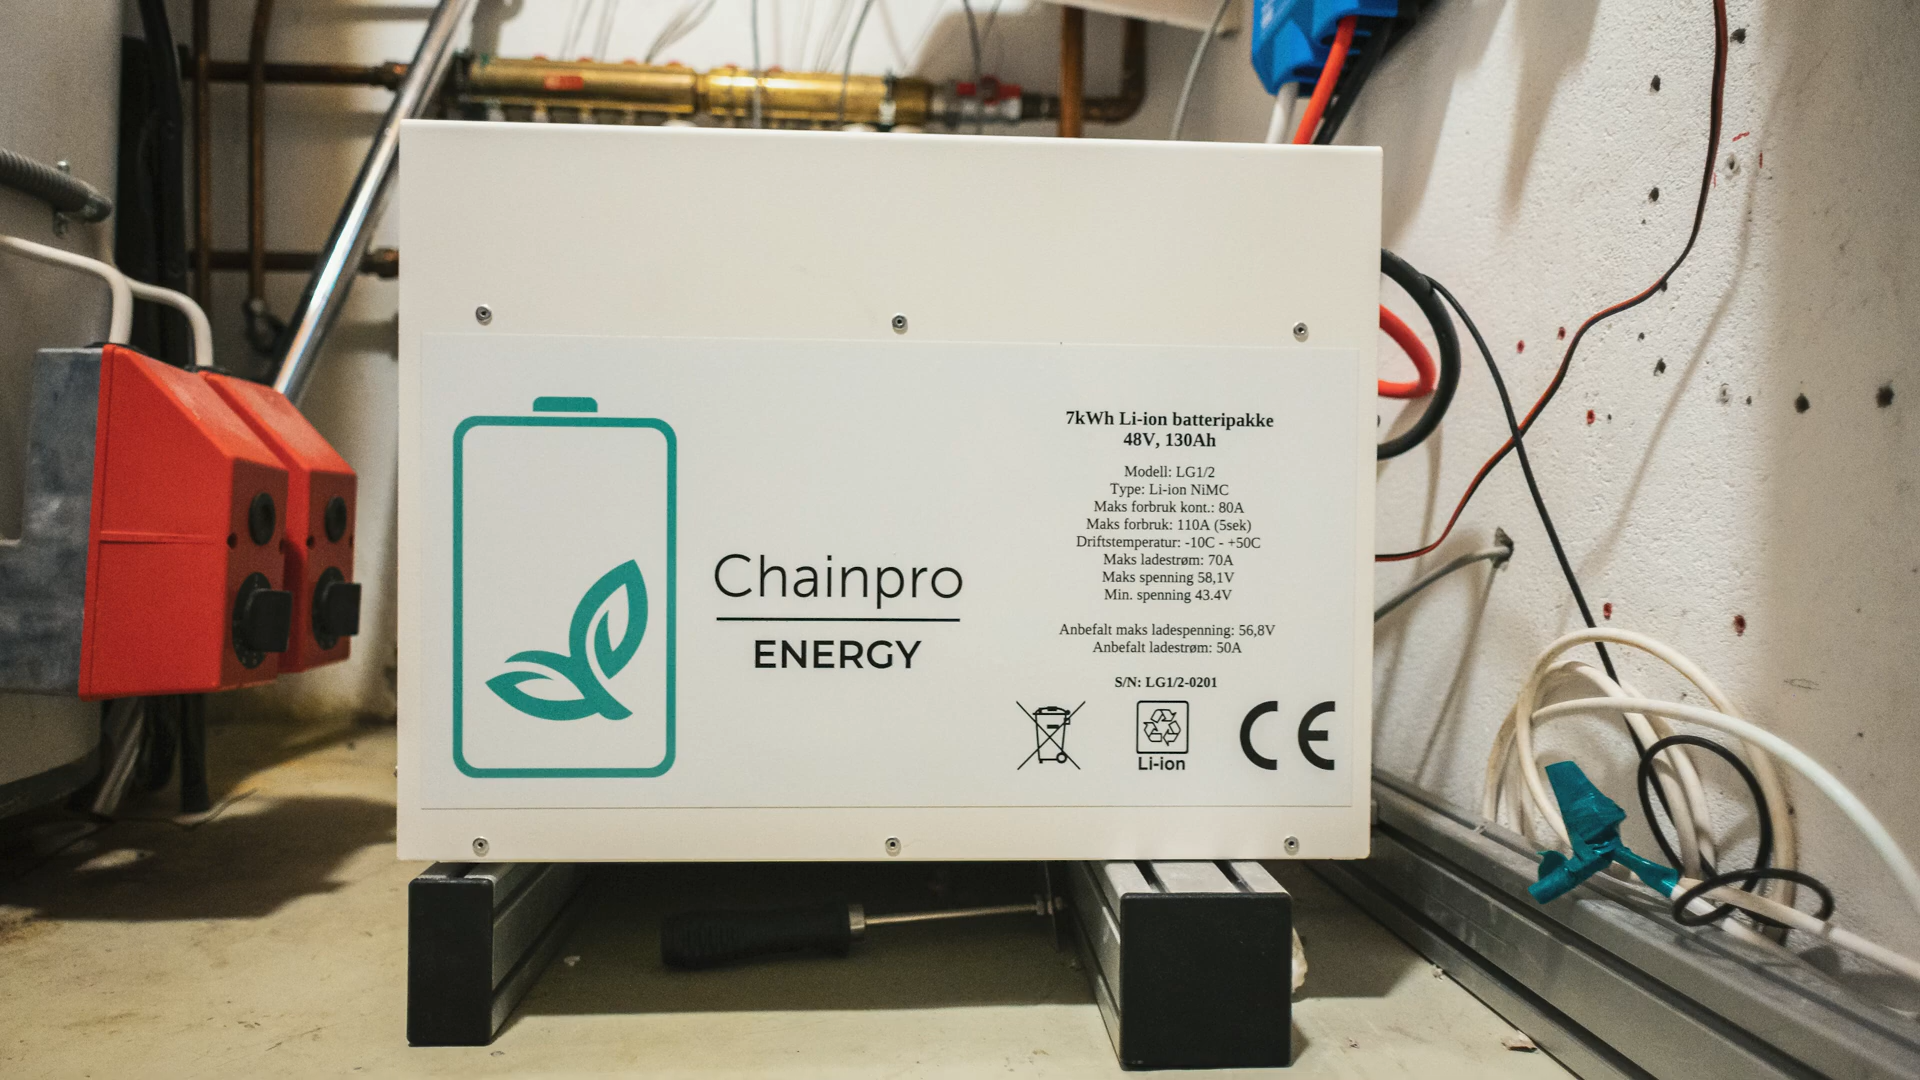 Chainpro
ENERGY
7kWh Li-ion batteripakke
48V, 130Ah
Modell: LG1/2
Type: Li-ion NiMC
Maks forbruk kont.: 80A
Maks forbruk: 110A (5sek)
Driftstemperatur: -10C - +50C
Maks ladestrøm: 70A
Maks spenning 58,1V
Min. spenning 43.4V
Anbefalt maks ladespenning: 56,8V
Anbefalt ladestrøm: 50A
S/N: LG1/2-0201
Li-ion
CE